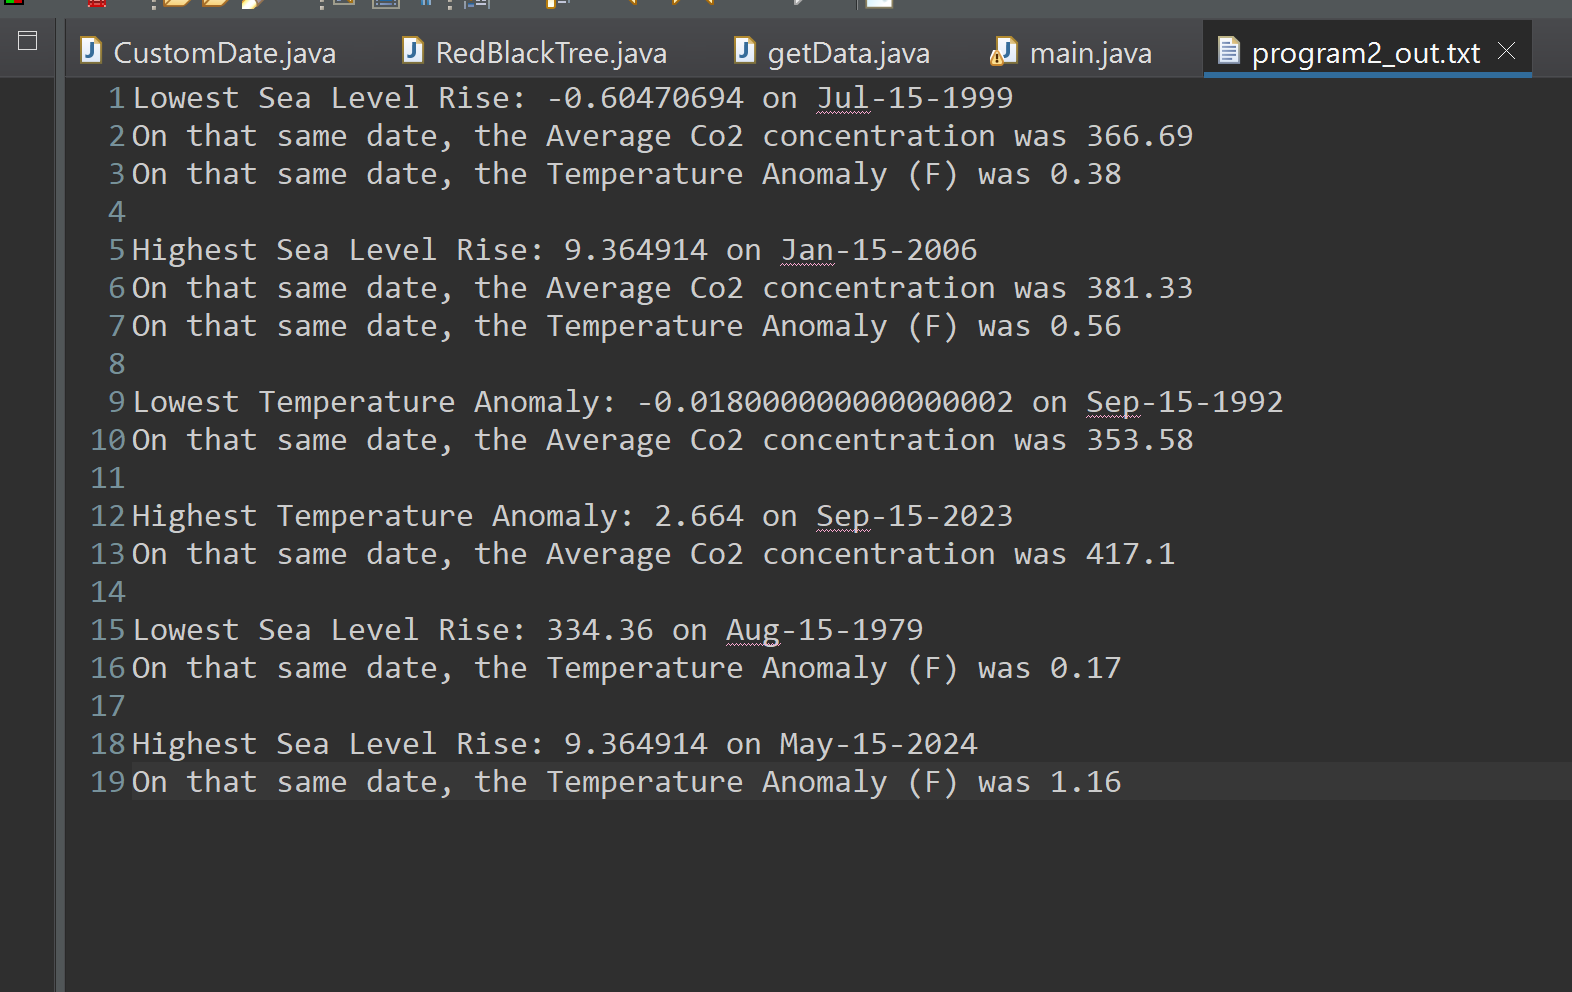 CustomDate.java RedBlackTree.java getData.java main.java program2_out.txt
1 Lowest Sea Level Rise: -0.60470694 on Jul-15-1999
2 On that same date, the Average Co2 concentration was 366.69
3 On that same date, the Temperature Anomaly (F) was 0.38
4
5 Highest Sea Level Rise: 9.364914 on Jan-15-2006
6 On that same date, the Average Co2 concentration was 381.33
7 On that same date, the Temperature Anomaly (F) was 0.56
8
9 Lowest Temperature Anomaly: -0.018000000000000002 on Sep-15-1992
10 On that same date, the Average Co2 concentration was 353.58
11
12 Highest Temperature Anomaly: 2.664 on Sep-15-2023
13 On that same date, the Average Co2 concentration was 417.1
14
15 Lowest Sea Level Rise: 334.36 on Aug-15-1979
16 On that same date, the Temperature Anomaly (F) was 0.17
17
18 Highest Sea Level Rise: 9.364914 on May-15-2024
19 On that same date, the Temperature Anomaly (F) was 1.16